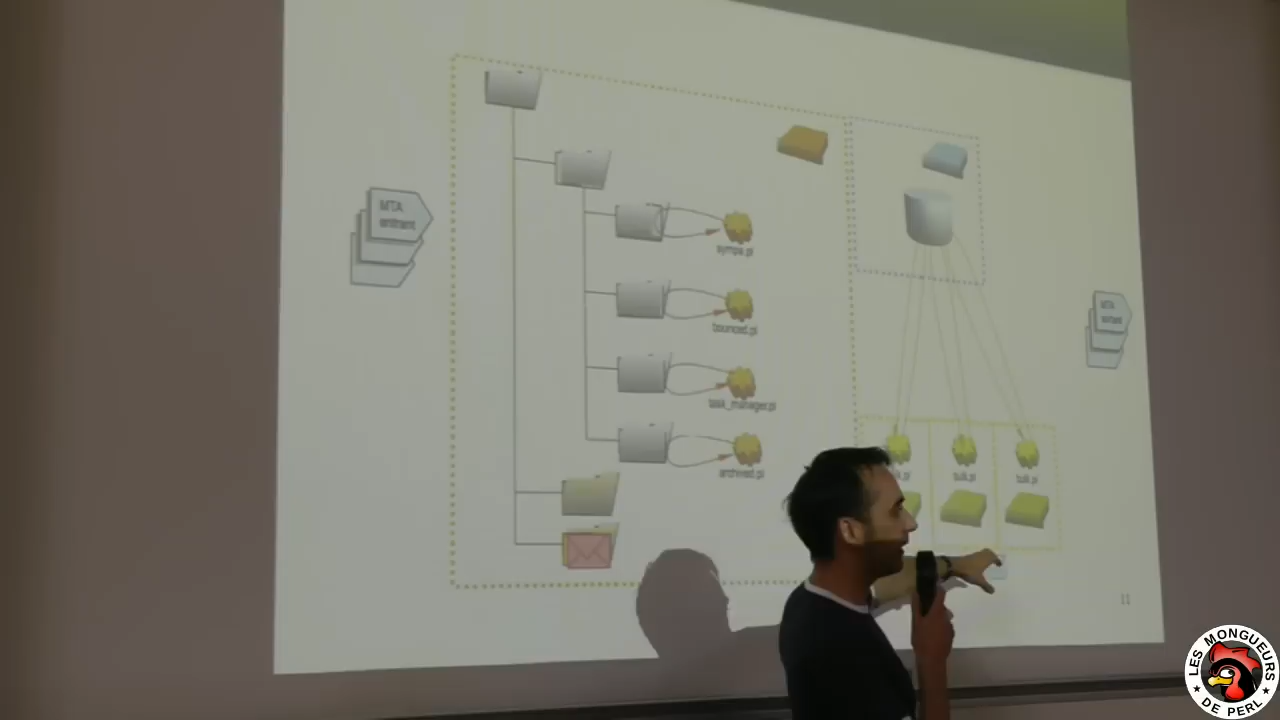 MTA
entrant
sympa.pl
bounced.pl
task_manager.pl
archived.pl
MTA
bulk.pl
bulk.pl
11
LES MONGUEURS
DE PERL